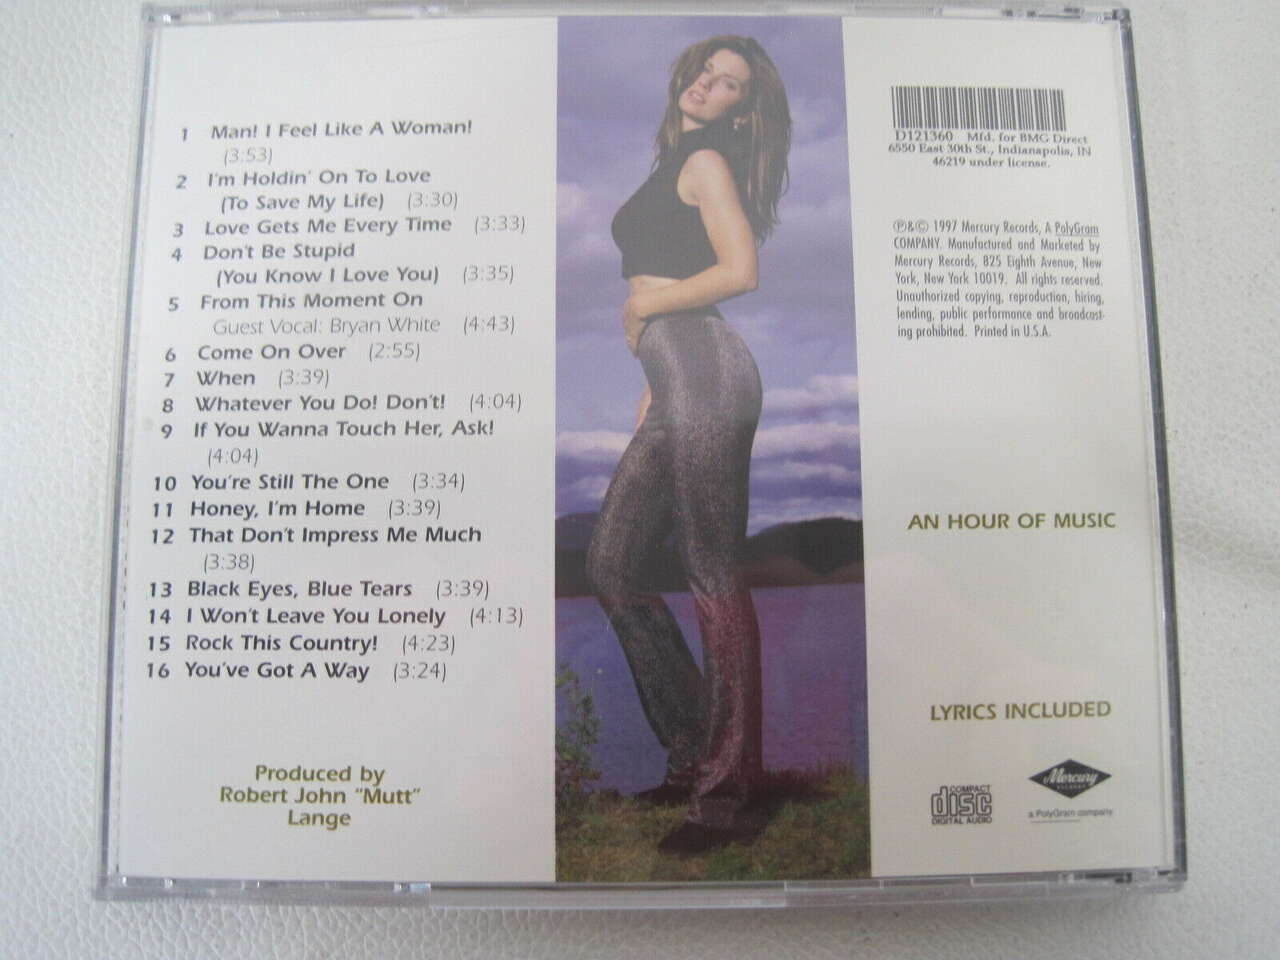 1 Man! I Feel Like A Woman!
(3:53)
2 I'm Holdin' On To Love
(To Save My Life) (3:30)
3 Love Gets Me Every Time (3:33)
4 Don't Be Stupid
(You Know I Love You) (3:35)
5 From This Moment On
Guest Vocal: Bryan White (4:43)
6 Come On Over (2:55)
7 When (3:39)
8 Whatever You Do! Don't! (4:04)
9 If You Wanna Touch Her, Ask!
(4:04)
10 You're Still The One (3:34)
11 Honey, I'm Home (3:39)
12 That Don't Impress Me Much
(3:38)
13 Black Eyes, Blue Tears (3:39)
14 I Won't Leave You Lonely (4:13)
15 Rock This Country! (4:23)
16 You've Got A Way (3:24)
Produced by
Robert John "Mutt"
Lange
D121360 Mfd. for BMG Direct
6550 East 30th St., Indianapolis, IN
46219 under license.
℗&© 1997 Mercury Records, A PolyGram
COMPANY. Manufactured and Marketed by
Mercury Records, 825 Eighth Avenue, New
York, New York 10019. All rights reserved.
Unauthorized copying, reproduction, hiring,
lending, public performance and broadcast-
ing prohibited. Printed in U.S.A.
AN HOUR OF MUSIC
LYRICS INCLUDED
COMPACT
disc
DIGITAL AUDIO
Mercury
RECORDS
a PolyGram company